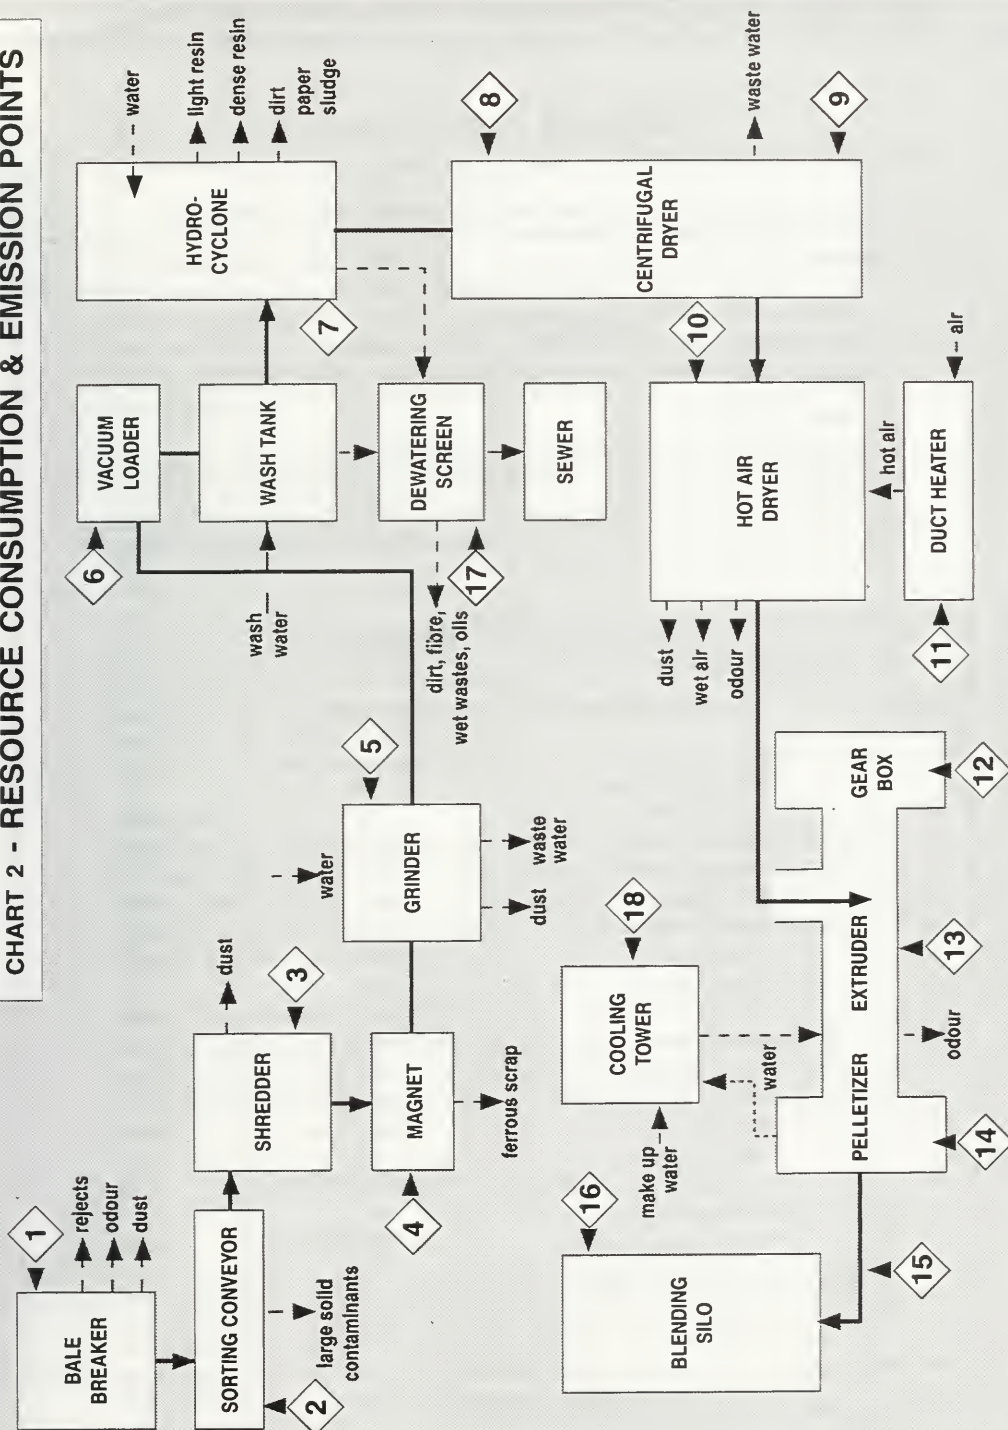 CHART 2 - RESOURCE CONSUMPTION & EMISSION POINTS
1
BALE
BREAKER
rejects
odour
dust
SORTING CONVEYOR
2
large solid
contaminants
SHREDDER
dust
3
MAGNET
4
ferrous scrap
water
GRINDER
5
dust
waste
water
6
VACUUM
LOADER
wash
water
WASH TANK
7
DEWATERING
SCREEN
dirt, fibre,
wet wastes, oils
17
SEWER
HYDRO-
CYCLONE
water
light resin
dense resin
dirt
paper
sludge
8
CENTRIFUGAL
DRYER
waste water
9
10
HOT AIR
DRYER
dust
wet air
odour
hot air
DUCT HEATER
air
11
GEAR
BOX
12
EXTRUDER
13
odour
PELLETIZER
14
COOLING
TOWER
18
water
make up
water
15
16
BLENDING
SILO